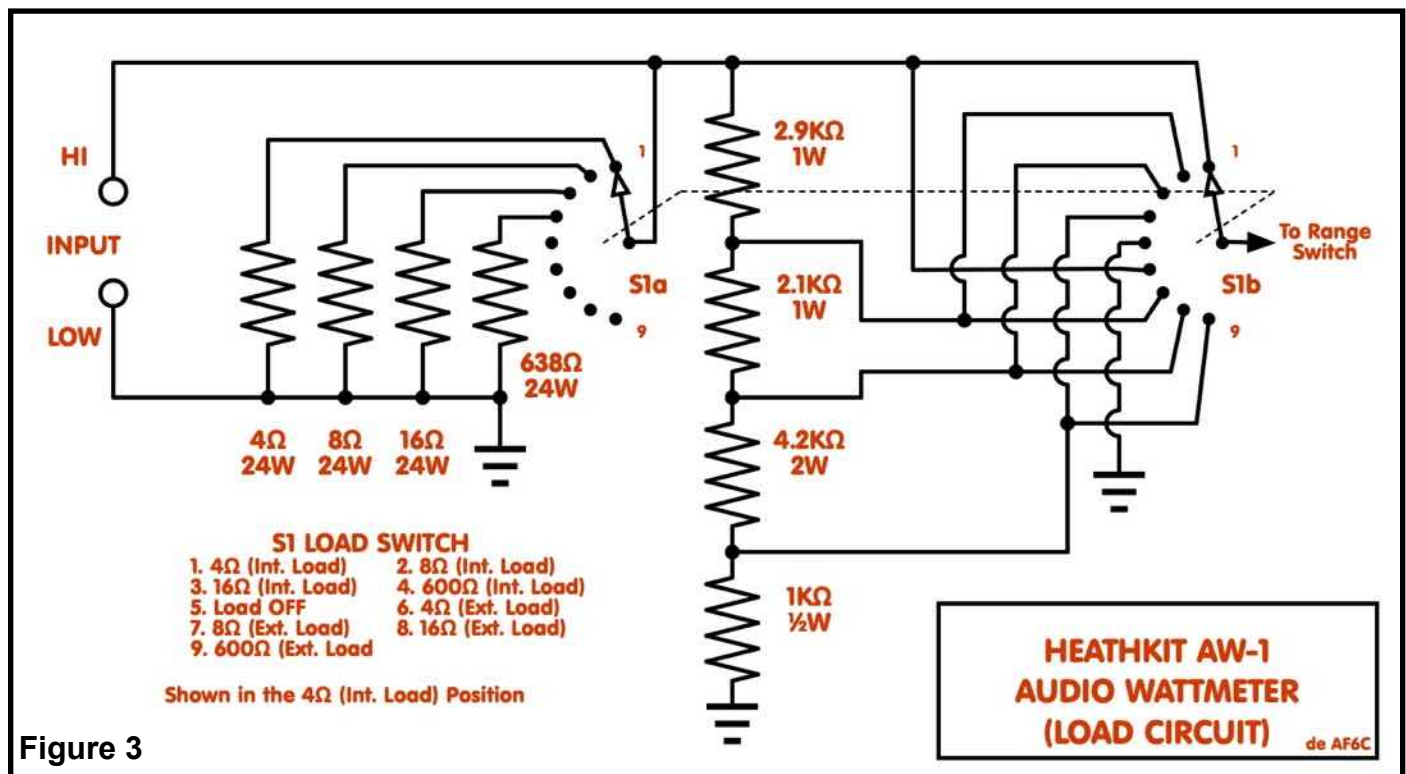 HI
INPUT
LOW
4Ω
24W
8Ω
24W
16Ω
24W
638Ω
24W
1
S1a
9
2.9KΩ
1W
2.1KΩ
1W
4.2KΩ
2W
1KΩ
½W
1
To Range
Switch
S1b
9
S1 LOAD SWITCH
1. 4Ω (Int. Load) 2. 8Ω (Int. Load)
3. 16Ω (Int. Load) 4. 600Ω (Int. Load)
5. Load OFF 6. 4Ω (Ext. Load)
7. 8Ω (Ext. Load) 8. 16Ω (Ext. Load)
9. 600Ω (Ext. Load
Shown in the 4Ω (Int. Load) Position
HEATHKIT AW-1
AUDIO WATTMETER
(LOAD CIRCUIT)
de AF6C
Figure 3